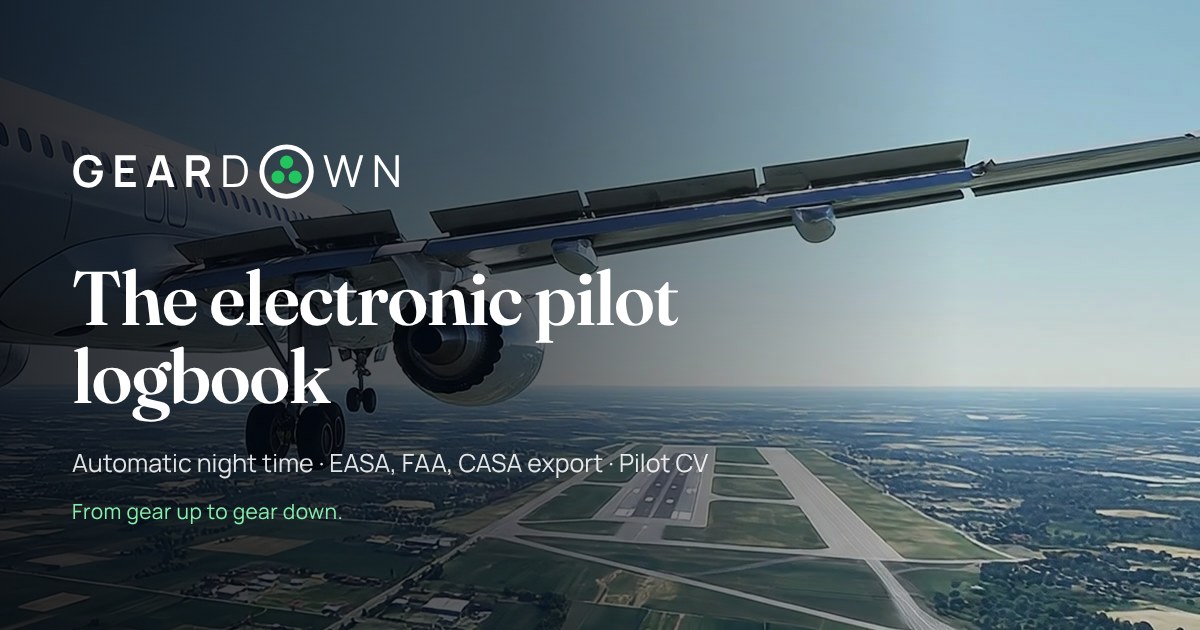 GEARDOWN
The electronic pilot
logbook
Automatic night time · EASA, FAA, CASA export · Pilot CV
From gear up to gear down.